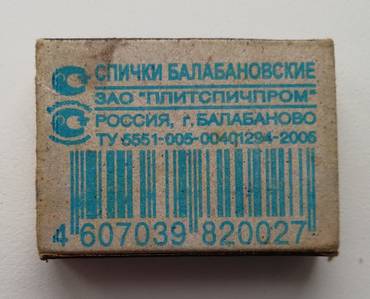 СПИЧКИ БАЛАБАНОВСКИЕ
ЗАО "ПЛИТСПИЧПРОМ"
РОССИЯ, г. БАЛАБАНОВО
ТУ 5551-005-00401294-2006
4 607039 820027